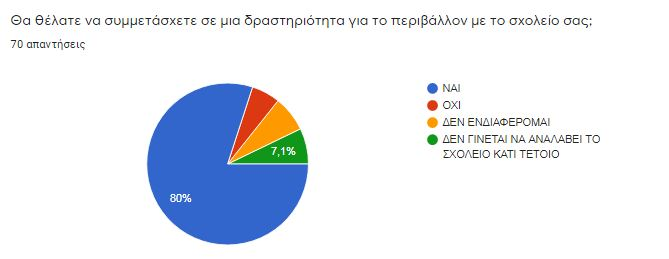 Θα θέλατε να συμμετάσχετε σε μια δραστηριότητα για το περιβάλλον με το σχολείο σας;
70 απαντήσεις
ΝΑΙ
ΟΧΙ
ΔΕΝ ΕΝΔΙΑΦΕΡΟΜΑΙ
ΔΕΝ ΓΙΝΕΤΑΙ ΝΑ ΑΝΑΛΑΒΕΙ ΤΟ
ΣΧΟΛΕΙΟ ΚΑΤΙ ΤΕΤΟΙΟ
7,1%
80%